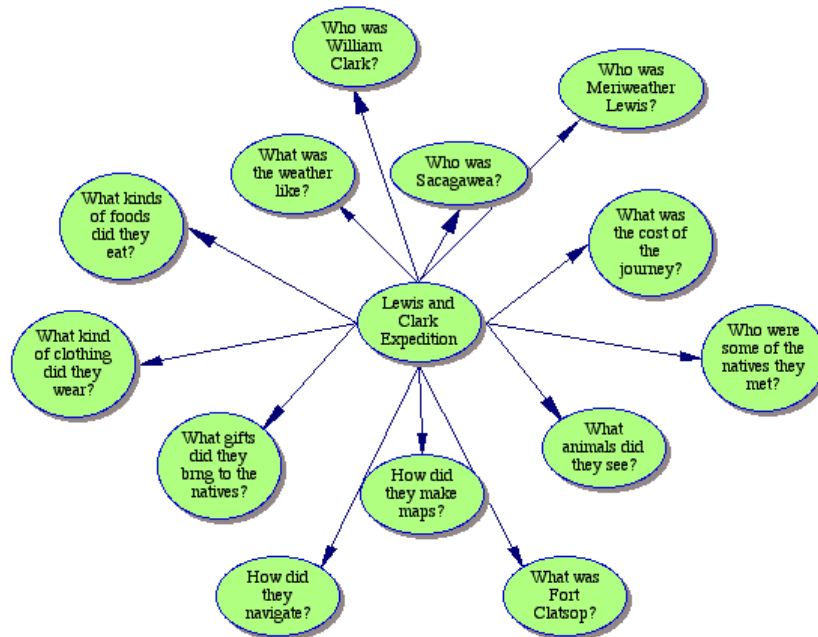 Who was
William
Clark?
Who was
Meriweather
Lewis?
What was
the weather
like?
Who was
Sacagawea?
What kinds
of foods
did they
eat?
What was
the cost of
the
journey?
Lewis and
Clark
Expedition
What kind
of clothing
did they
wear?
Who were
some of the
natives they
met?
What gifts
did they
brng to the
natives?
What
animals did
they see?
How did
they make
maps?
How did
they
navigate?
What was
Fort
Clatsop?